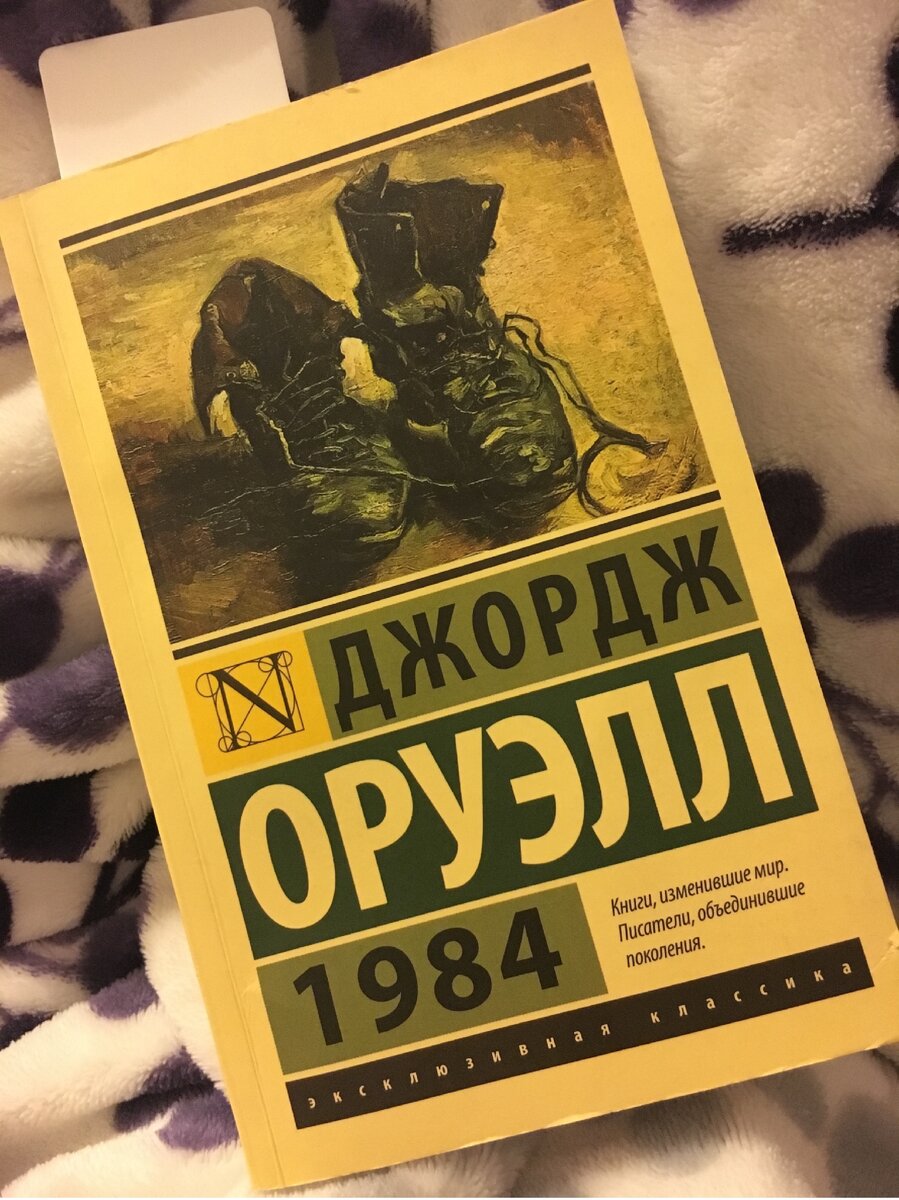 N
ДЖОРДЖ
ОРУЭЛЛ
1984
Книги, изменившие мир.
Писатели, объединившие
поколения.
эксклюзивная классика